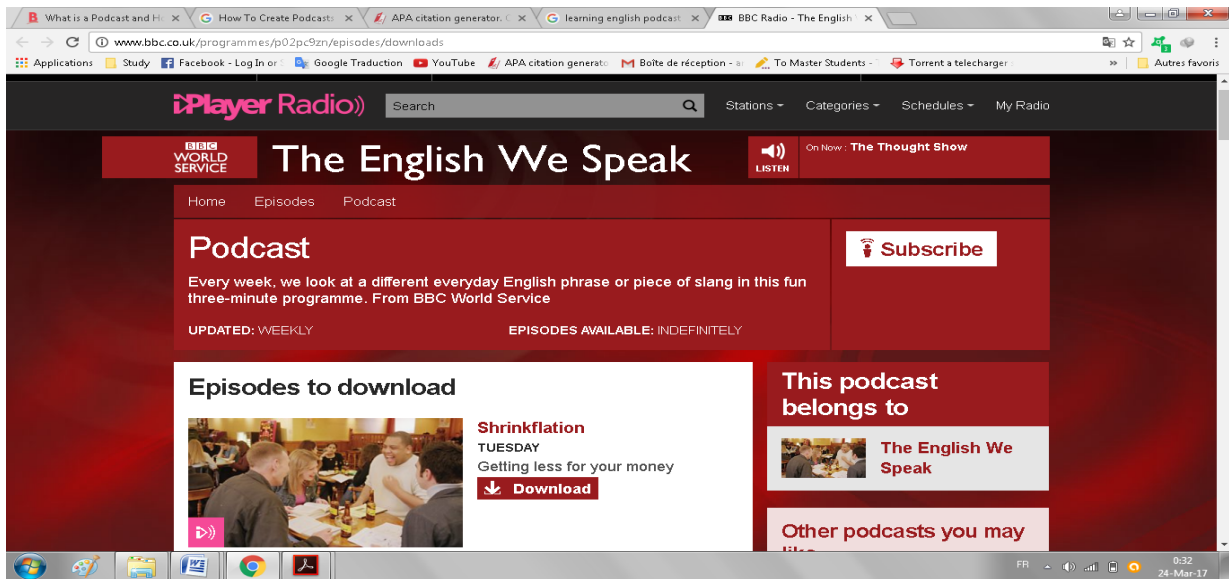 What is a Podcast and H
How To Create Podcasts
APA citation generator. C
learning english podcast
BBC Radio - The English
www.bbc.co.uk/programmes/p02pc9zn/episodes/downloads
Applications Study Facebook - Log In or Google Traduction YouTube APA citation generato Boîte de réception - a To Master Students - Torrent a telecharger » Autres favoris
iPlayer Radio Search Stations Categories Schedules My Radio
BBC
WORLD
SERVICE
The English We Speak
LISTEN
On Now : The Thought Show
Home Episodes Podcast
Podcast
Every week, we look at a different everyday English phrase or piece of slang in this fun
three-minute programme. From BBC World Service
UPDATED: WEEKLY EPISODES AVAILABLE: INDEFINITELY
Subscribe
Episodes to download
Shrinkflation
TUESDAY
Getting less for your money
Download
This podcast
belongs to
The English We
Speak
Other podcasts you may
like
FR 0:32
24-Mar-17